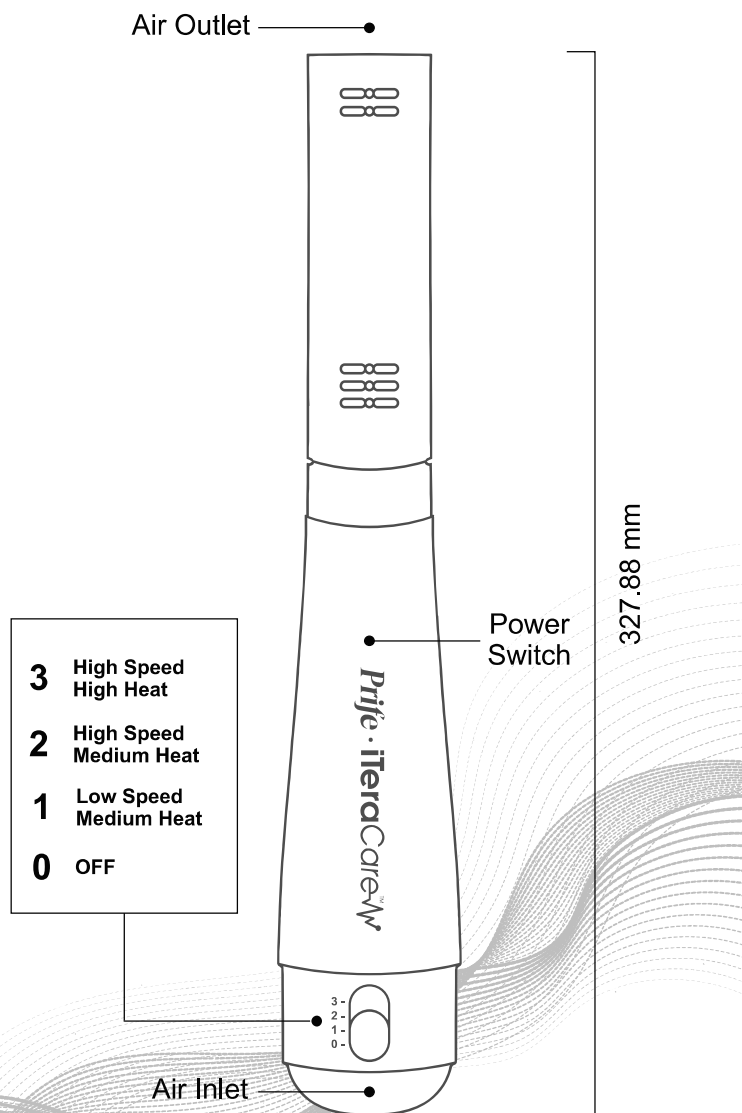 Air Outlet
327.88 mm
Power
Switch
Prife · iTeraCare™
3 High Speed
High Heat
2 High Speed
Medium Heat
1 Low Speed
Medium Heat
0 OFF
3 -
2 -
1 -
0 -
Air Inlet